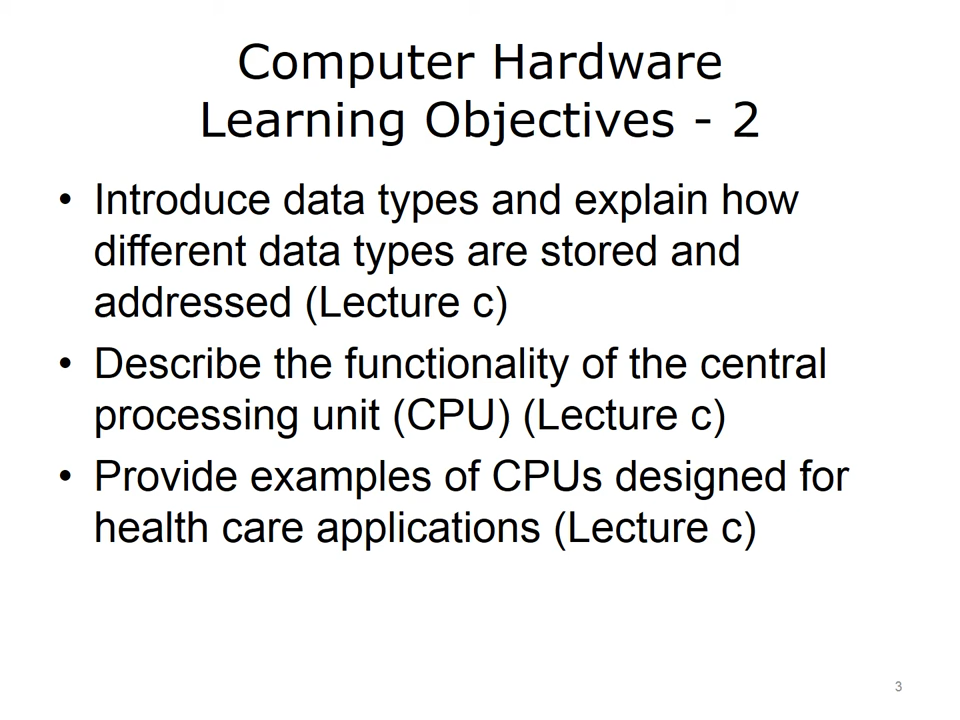 Computer Hardware
Learning Objectives - 2
• Introduce data types and explain how
different data types are stored and
addressed (Lecture c)
• Describe the functionality of the central
processing unit (CPU) (Lecture c)
• Provide examples of CPUs designed for
health care applications (Lecture c)
3